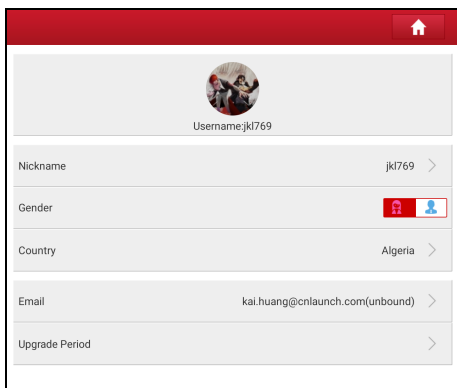 Username:jkl769
Nickname jkl769
Gender
Country Algeria
Email kai.huang@cnlaunch.com(unbound)
Upgrade Period